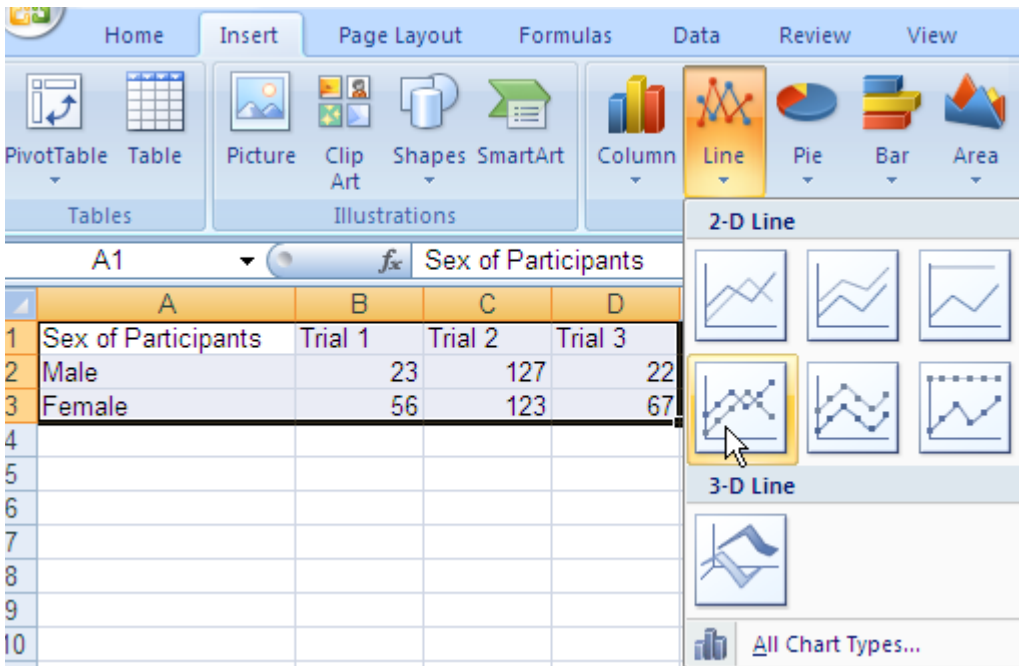 Home Insert Page Layout Formulas Data Review View
PivotTable Table Picture Clip Art Shapes SmartArt Column Line Pie Bar Area
Tables Illustrations
2-D Line
A1 fx Sex of Participants
A B C D
1 Sex of Participants Trial 1 Trial 2 Trial 3
2 Male 23 127 22
3 Female 56 123 67
4
5
6
3-D Line
7
8
9
10
All Chart Types...